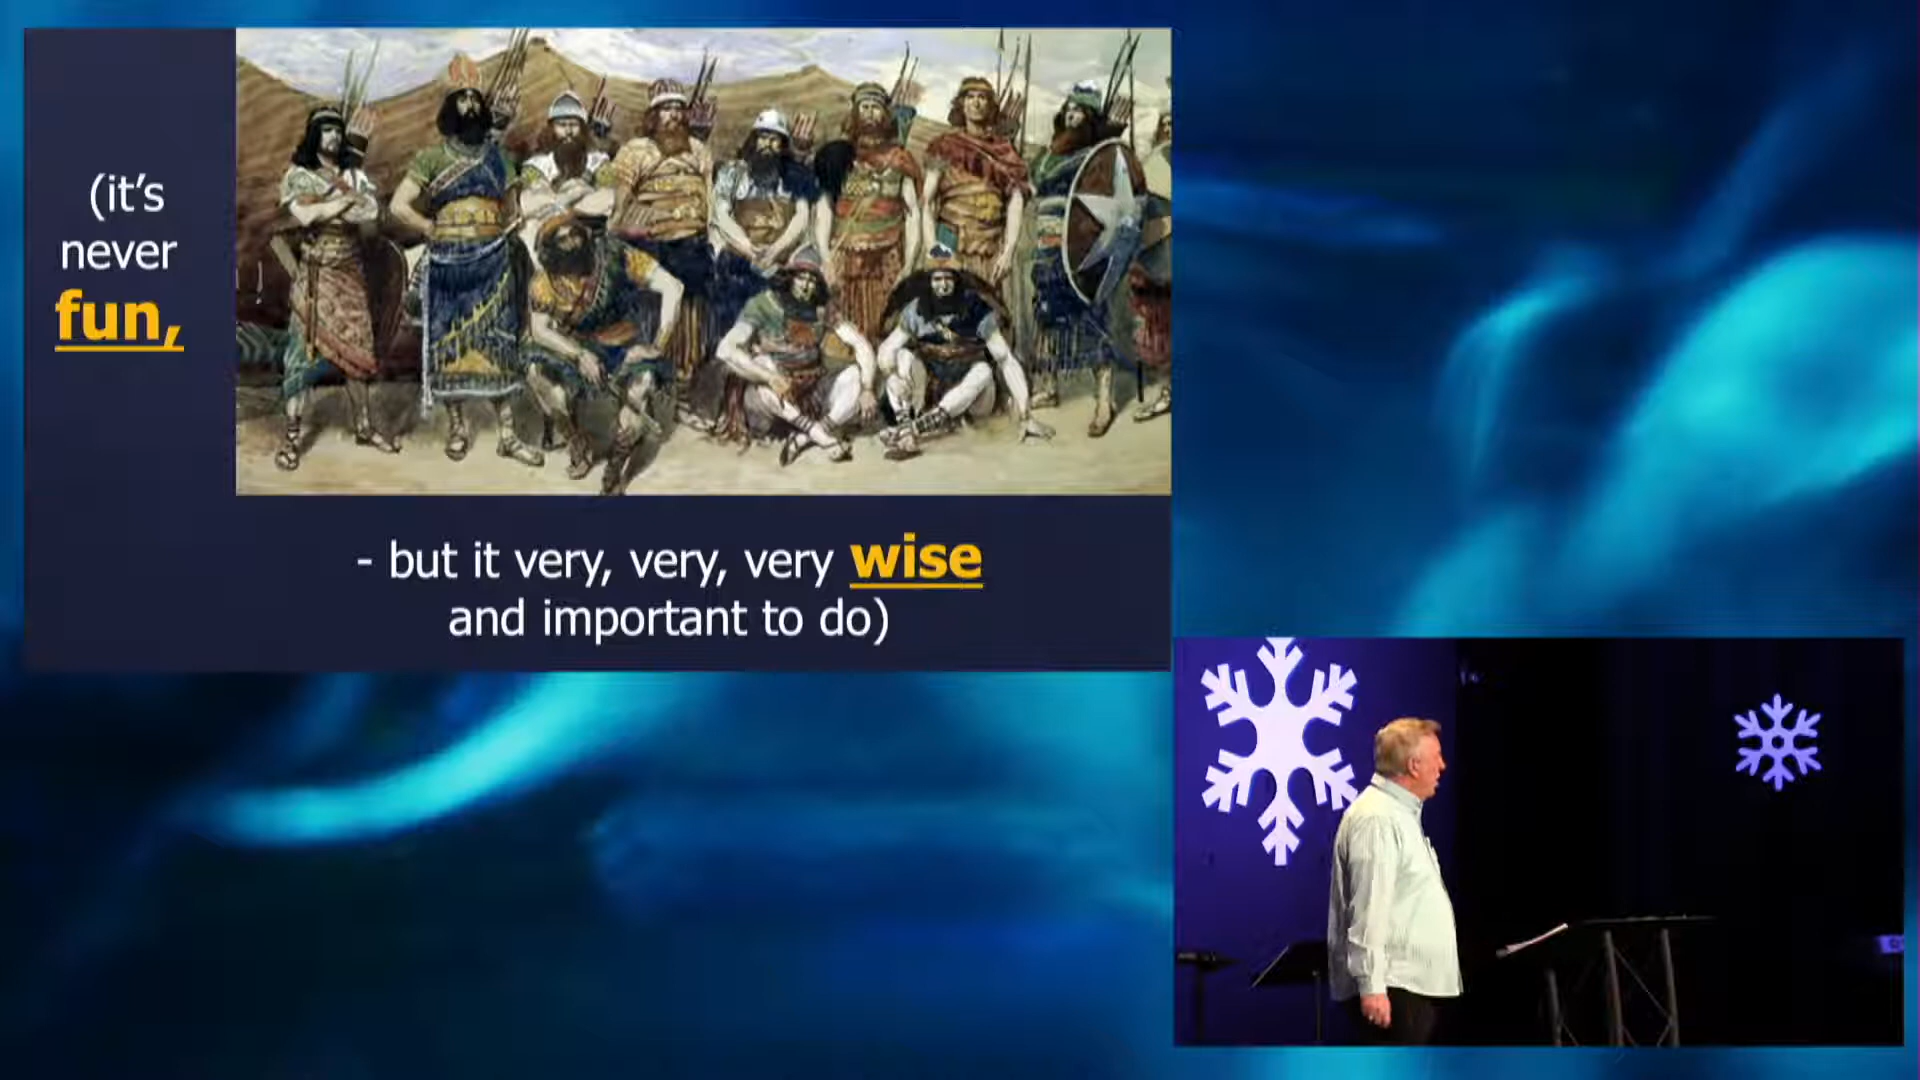 (it's
never
fun,
- but it very, very, very wise
and important to do)